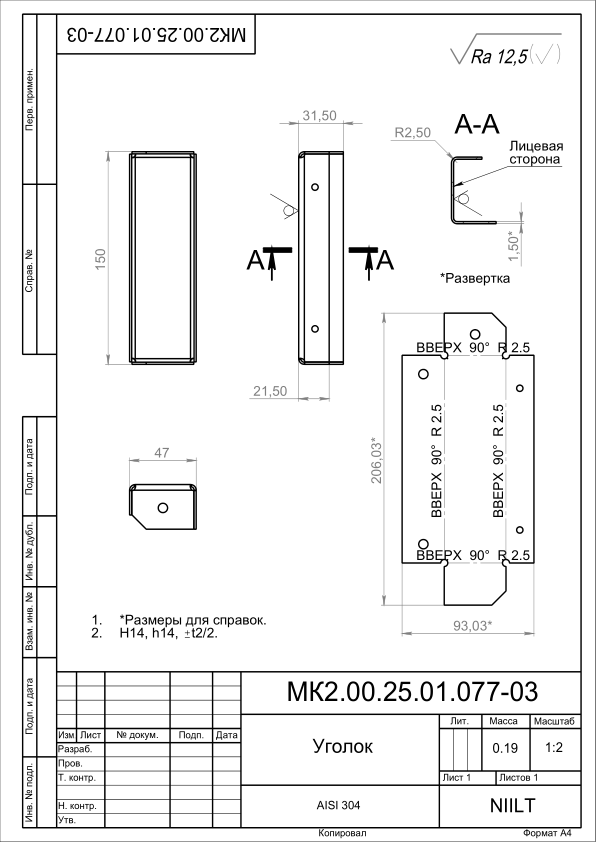 МК2.00.25.01.077-03
Ra 12,5 (√)
Перв. примен.
Справ. №
Подп. и дата
Инв. № дубл.
Взам. инв. №
Подп. и дата
Инв. № подл.
31,50
150
A
A
21,50
47
A-A
R2,50
Лицевая
сторона
1,50*
*Развертка
ВВЕРХ 90° R 2.5
ВВЕРХ 90° R 2.5
ВВЕРХ 90° R 2.5
ВВЕРХ 90° R 2.5
206,03*
93,03*
1. *Размеры для справок.
2. H14, h14, ±t2/2.
МК2.00.25.01.077-03
Изм Лист № докум. Подп. Дата
Разраб.
Пров.
Т. контр.
Н. контр.
Утв.
Уголок
Лит. Масса Масштаб
0.19 1:2
Лист 1 Листов 1
AISI 304
NIILT
Копировал Формат А4